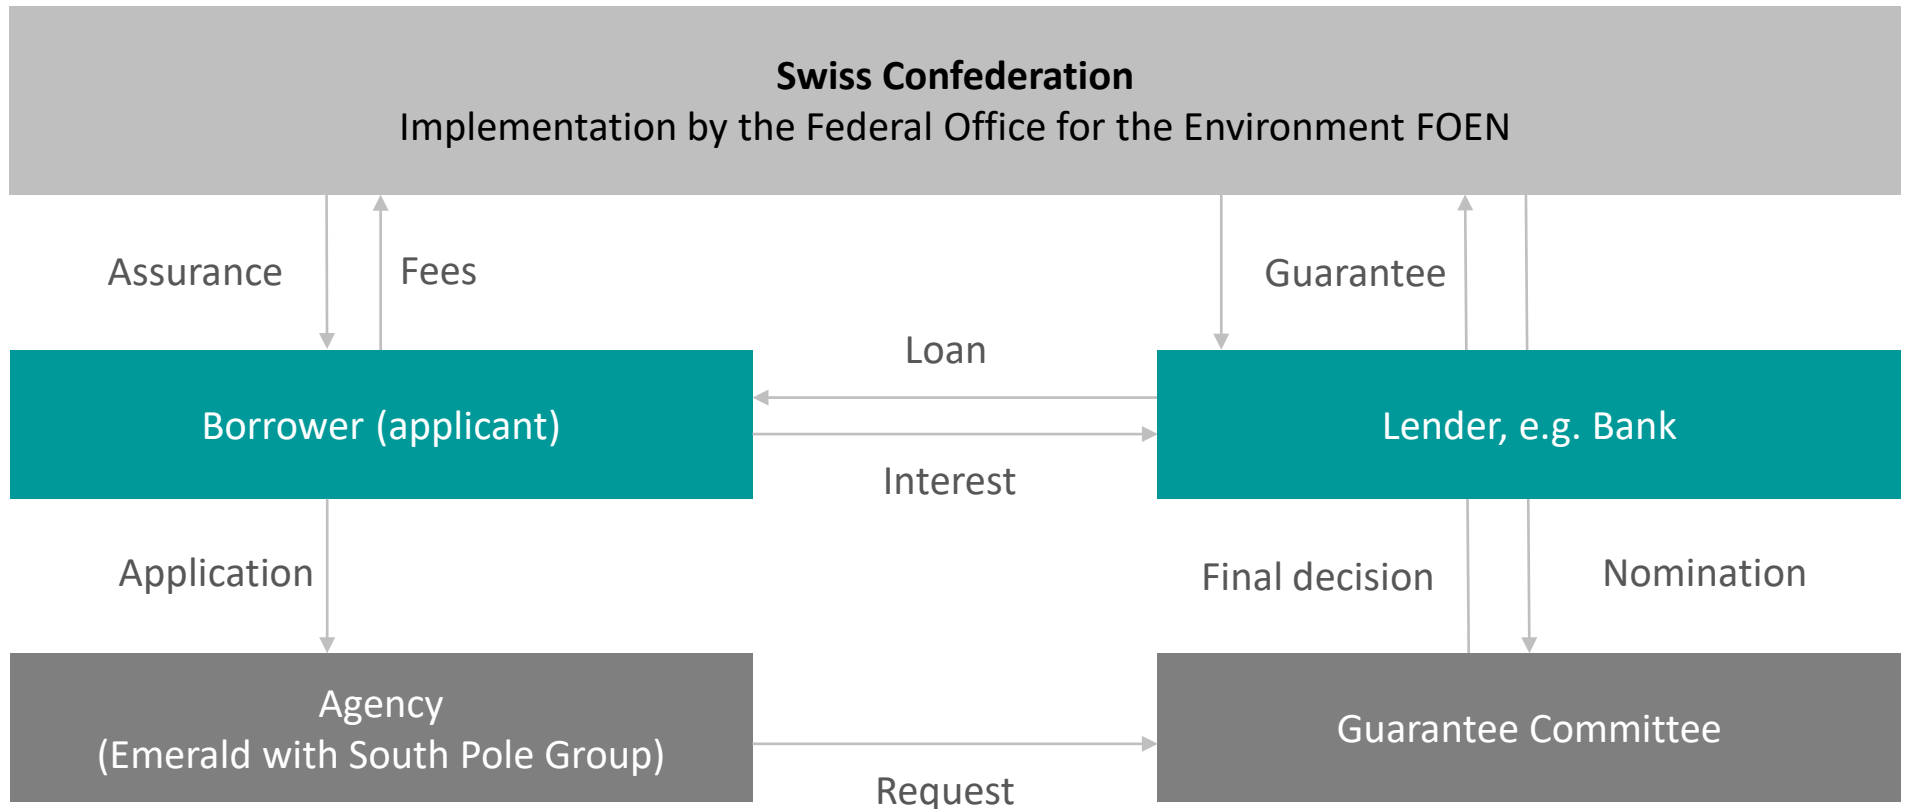 Swiss Confederation
Implementation by the Federal Office for the Environment FOEN
Assurance
Fees
Guarantee
Loan
Borrower (applicant)
Lender, e.g. Bank
Interest
Application
Final decision
Nomination
Agency
(Emerald with South Pole Group)
Guarantee Committee
Request